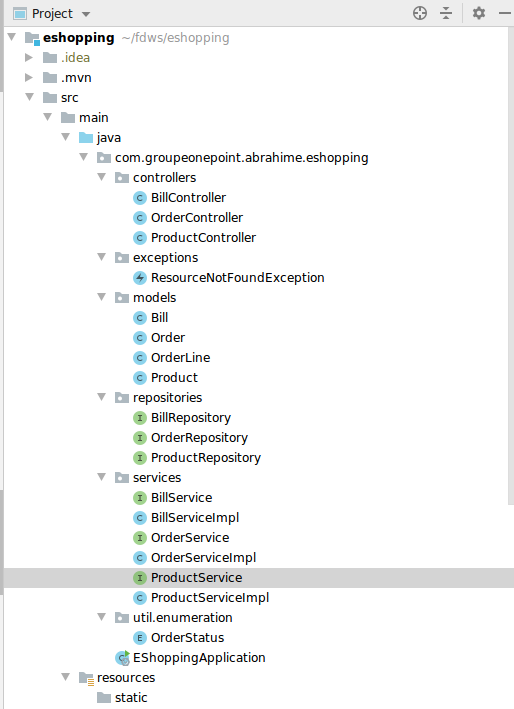 Project
eshopping ~/fdws/eshopping
.idea
.mvn
src
main
java
com.groupeonepoint.abrahime.eshopping
controllers
C BillController
C OrderController
C ProductController
exceptions
ResourceNotFoundException
models
C Bill
C Order
C OrderLine
C Product
repositories
I BillRepository
I OrderRepository
I ProductRepository
services
I BillService
C BillServiceImpl
I OrderService
C OrderServiceImpl
I ProductService
C ProductServiceImpl
util.enumeration
E OrderStatus
C EShoppingApplication
resources
static